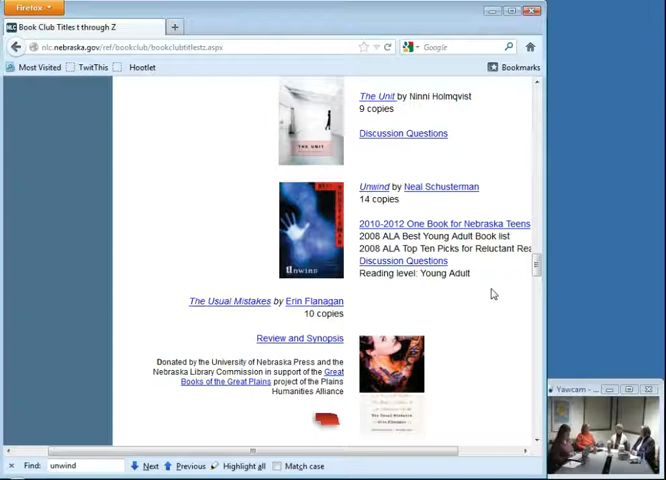 Firefox
NLC Book Club Titles t through Z
nlc.nebraska.gov/ref/bookclub/bookclubtitlestz.aspx
Google
Most Visited TwitThis Hootlet Bookmarks
THE UNIT
The Unit by Ninni Holmqvist
9 copies
Discussion Questions
unwind
Unwind by Neal Schusterman
14 copies
2010-2012 One Book for Nebraska Teens
2008 ALA Best Young Adult Book list
2008 ALA Top Ten Picks for Reluctant Rea
Discussion Questions
Reading level: Young Adult
The Usual Mistakes by Erin Flanagan
10 copies
Review and Synopsis
Donated by the University of Nebraska Press and the
Nebraska Library Commission in support of the Great
Books of the Great Plains project of the Plains
Humanities Alliance
Yawcam - ...
Find: unwind Next Previous Highlight all Match case